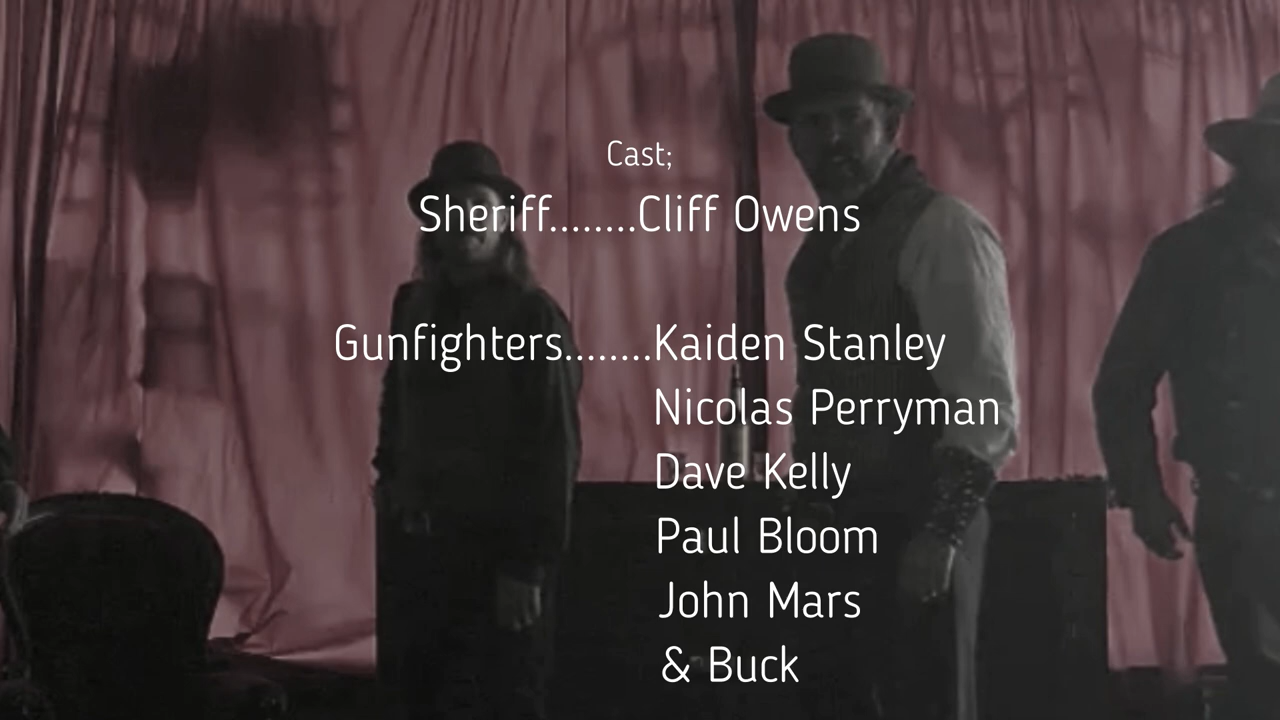 Cast;
Sheriff........Cliff Owens
Gunfighters........Kaiden Stanley
Nicolas Perryman
Dave Kelly
Paul Bloom
John Mars
& Buck